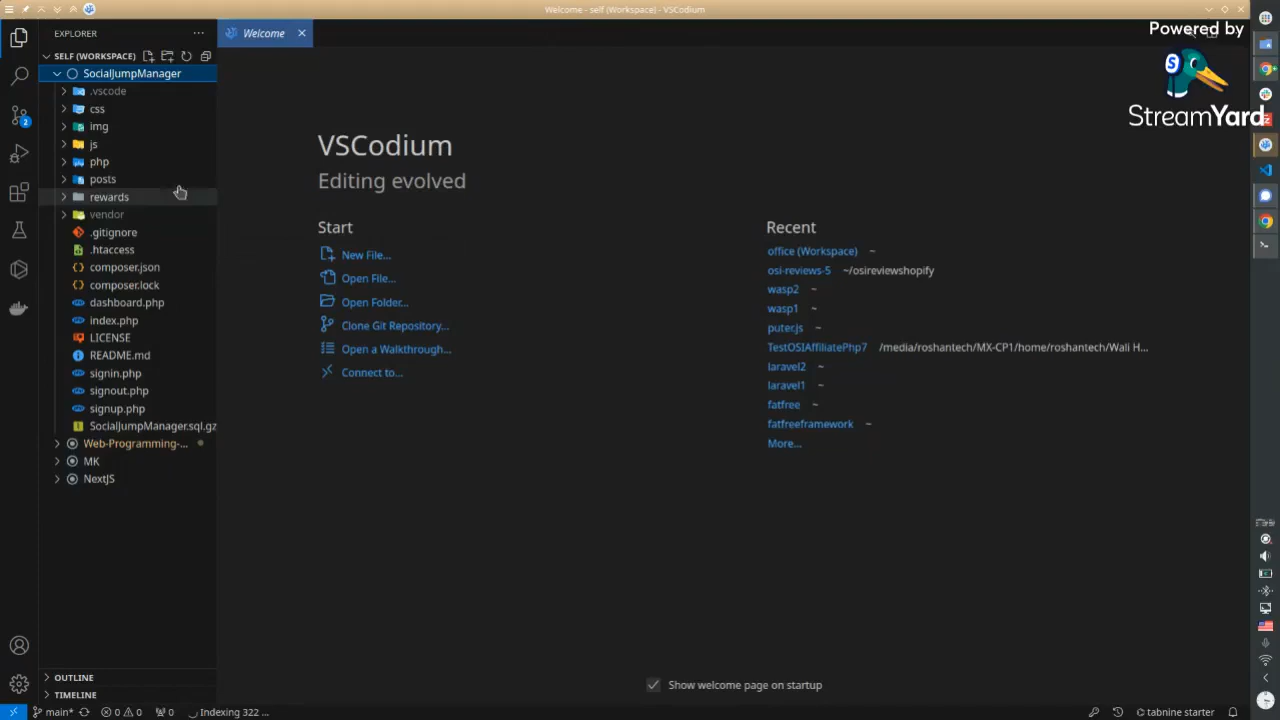 Welcome - self (Workspace) - VSCodium
Powered by
StreamYard
EXPLORER
Welcome
SELF (WORKSPACE)
SocialJumpManager
.vscode
css
img
js
php
posts
rewards
vendor
.gitignore
.htaccess
composer.json
composer.lock
dashboard.php
index.php
LICENSE
README.md
signin.php
signout.php
signup.php
SocialJumpManager.sql.gz
Web-Programming-...
MK
NextJS
OUTLINE
TIMELINE
VSCodium
Editing evolved
Start
New File...
Open File...
Open Folder...
Clone Git Repository...
Open a Walkthrough...
Connect to...
Recent
office (Workspace) ~
osi-reviews-5 ~/osireviewshopify
wasp2 ~
wasp1 ~
puter.js ~
TestOSIAffiliatePhp7 /media/roshantech/MX-CP1/home/roshantech/Wali H...
laravel2 ~
laravel1 ~
fatfree ~
fatfreeframework ~
More...
Show welcome page on startup
2
main* 0 0 0 Indexing 322 ...
tabnine starter